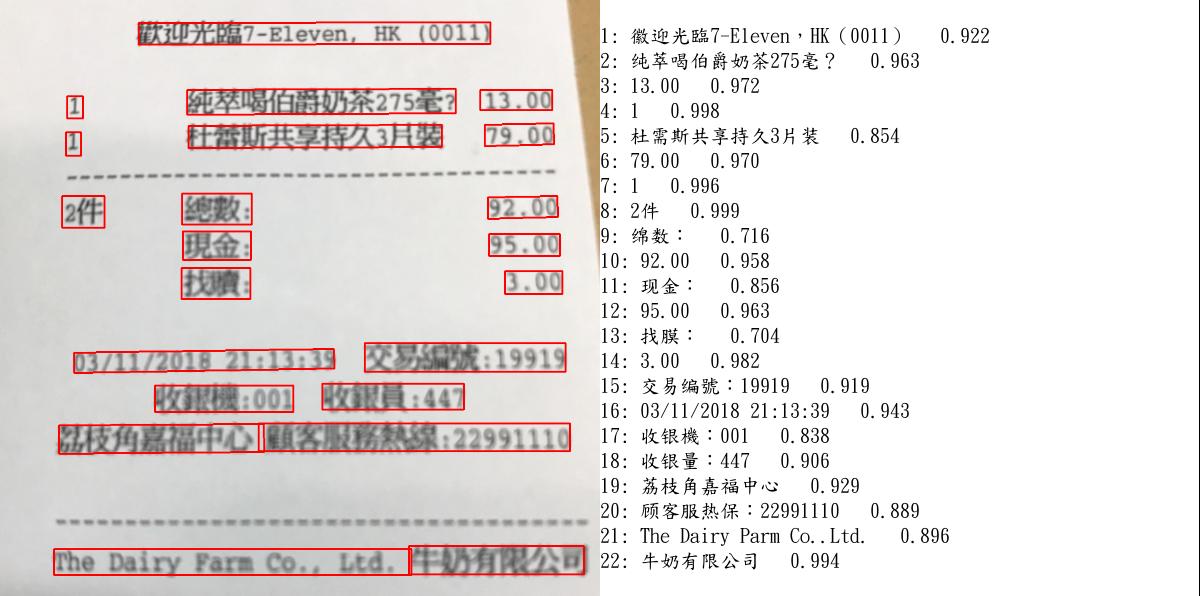 歡迎光臨7-Eleven, HK (0011)
1 純萃喝伯爵奶茶275毫? 13.00
1 杜蕾斯共享持久3片裝 79.00
2件 總數: 92.00
現金: 95.00
找贖: 3.00
03/11/2018 21:13:39 交易編號:19919
收銀機:001 收銀員:447
荔枝角嘉福中心 顧客服務熱線:22991110
The Dairy Farm Co., Ltd. 牛奶有限公司
1: 徽迎光臨7-Eleven,HK(0011) 0.922
2: 纯萃喝伯爵奶茶275毫? 0.963
3: 13.00 0.972
4: 1 0.998
5: 杜需斯共享持久3片装 0.854
6: 79.00 0.970
7: 1 0.996
8: 2件 0.999
9: 绵数: 0.716
10: 92.00 0.958
11: 现金: 0.856
12: 95.00 0.963
13: 找膜: 0.704
14: 3.00 0.982
15: 交易编號:19919 0.919
16: 03/11/2018 21:13:39 0.943
17: 收银機:001 0.838
18: 收银量:447 0.906
19: 荔枝角嘉福中心 0.929
20: 顾客服热保:22991110 0.889
21: The Dairy Parm Co..Ltd. 0.896
22: 牛奶有限公司 0.994